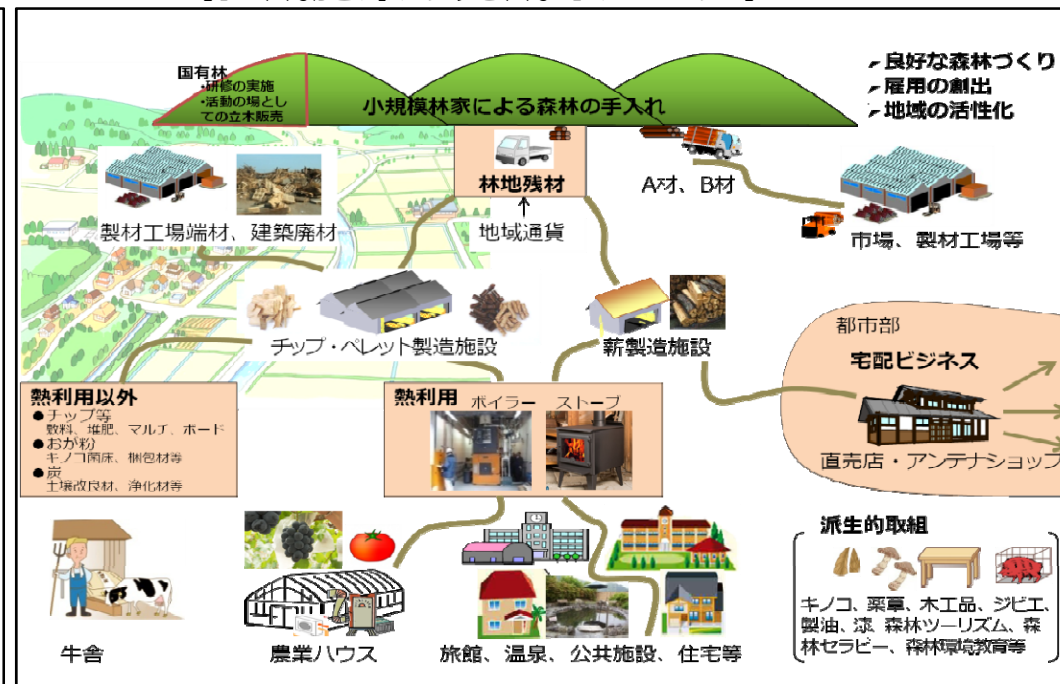 国有林
・研修の実施
・活動の場とし
ての立木販売
小規模林家による森林の手入れ
良好な森林づくり
雇用の創出
地域の活性化
林地残材
A材、B材
製材工場端材、建築廃材
地域通貨
市場、製材工場等
チップ・ペレット製造施設
薪製造施設
都市部
宅配ビジネス
直売店・アンテナショップ
熱利用以外
●チップ等
敷料、堆肥、マルチ、ボード
●おが粉
キノコ菌床、梱包材等
●炭
土壌改良材、浄化材等
熱利用 ボイラー ストーブ
派生的取組
キノコ、薬草、木工品、ジビエ、
製油、漆、森林ツーリズム、森
林セラピー、森林環境教育等
牛舎
農業ハウス
旅館、温泉、公共施設、住宅等